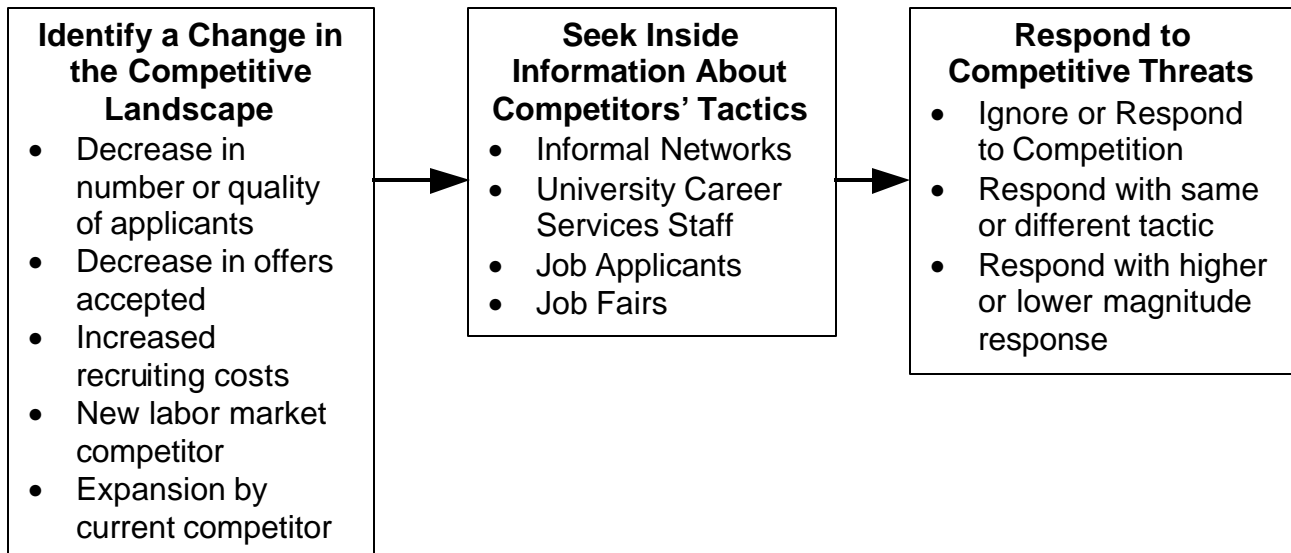 Identify a Change in
the Competitive
Landscape
• Decrease in
number or quality
of applicants
• Decrease in offers
accepted
• Increased
recruiting costs
• New labor market
competitor
• Expansion by
current competitor
Seek Inside
Information About
Competitors’ Tactics
• Informal Networks
• University Career
Services Staff
• Job Applicants
• Job Fairs
Respond to
Competitive Threats
• Ignore or Respond
to Competition
• Respond with same
or different tactic
• Respond with higher
or lower magnitude
response